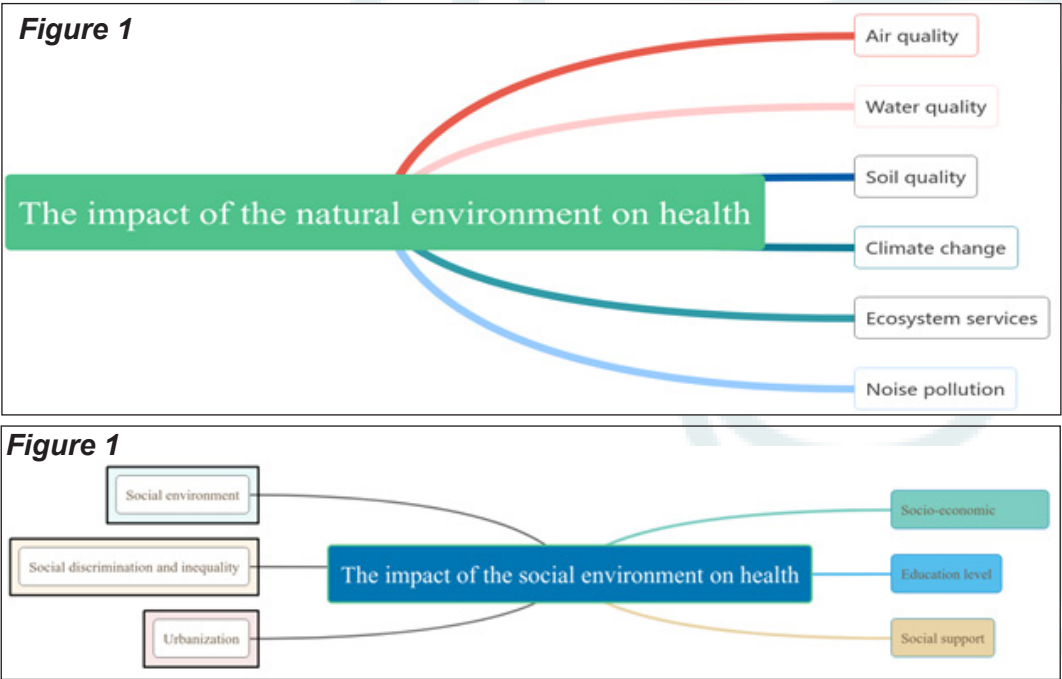 Figure 1
Air quality
Water quality
Soil quality
The impact of the natural environment on health
Climate change
Ecosystem services
Noise pollution
Figure 1
Social environment
Socio-economic
Social discrimination and inequality
The impact of the social environment on health
Education level
Urbanization
Social support